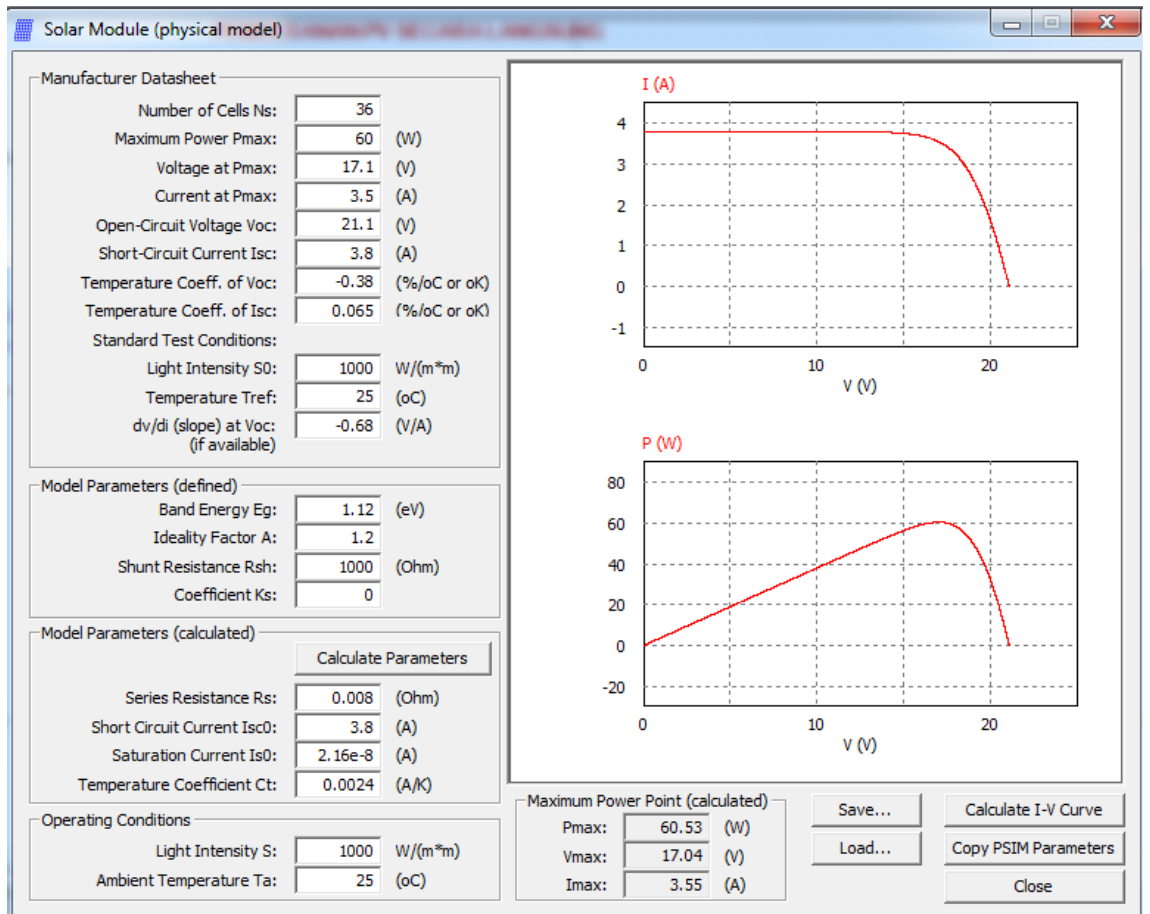 Solar Module (physical model)
Manufacturer Datasheet
Number of Cells Ns: 36
Maximum Power Pmax: 60 (W)
Voltage at Pmax: 17.1 (V)
Current at Pmax: 3.5 (A)
Open-Circuit Voltage Voc: 21.1 (V)
Short-Circuit Current Isc: 3.8 (A)
Temperature Coeff. of Voc: -0.38 (%/oC or oK)
Temperature Coeff. of Isc: 0.065 (%/oC or oK)
Standard Test Conditions:
Light Intensity S0: 1000 W/(m*m)
Temperature Tref: 25 (oC)
dv/di (slope) at Voc: -0.68 (V/A)
(if available)
Model Parameters (defined)
Band Energy Eg: 1.12 (eV)
Ideality Factor A: 1.2
Shunt Resistance Rsh: 1000 (Ohm)
Coefficient Ks: 0
Model Parameters (calculated)
Calculate Parameters
Series Resistance Rs: 0.008 (Ohm)
Short Circuit Current Isc0: 3.8 (A)
Saturation Current Is0: 2.16e-8 (A)
Temperature Coefficient Ct: 0.0024 (A/K)
Operating Conditions
Light Intensity S: 1000 W/(m*m)
Ambient Temperature Ta: 25 (oC)
I (A)
4
3
2
1
0
-1
0 10 20
V (V)
P (W)
80
60
40
20
0
-20
0 10 20
V (V)
Maximum Power Point (calculated)
Pmax: 60.53 (W)
Vmax: 17.04 (V)
Imax: 3.55 (A)
Save...
Load...
Calculate I-V Curve
Copy PSIM Parameters
Close